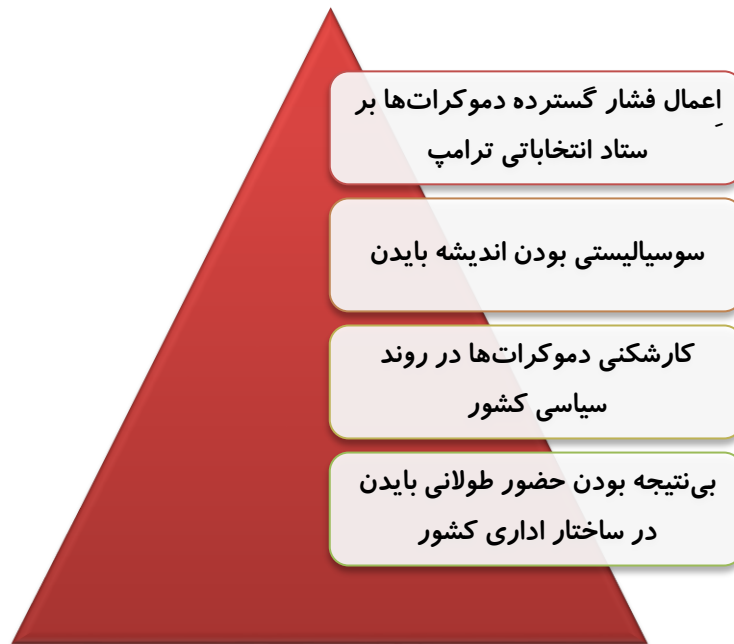 اعمال فشار گسترده دموکرات‌ها بر
ستاد انتخاباتی ترامپ
سوسیالیستی بودن اندیشه بایدن
کارشکنی دموکرات‌ها در روند
سیاسی کشور
بی‌نتیجه بودن حضور طولانی بایدن
در ساختار اداری کشور